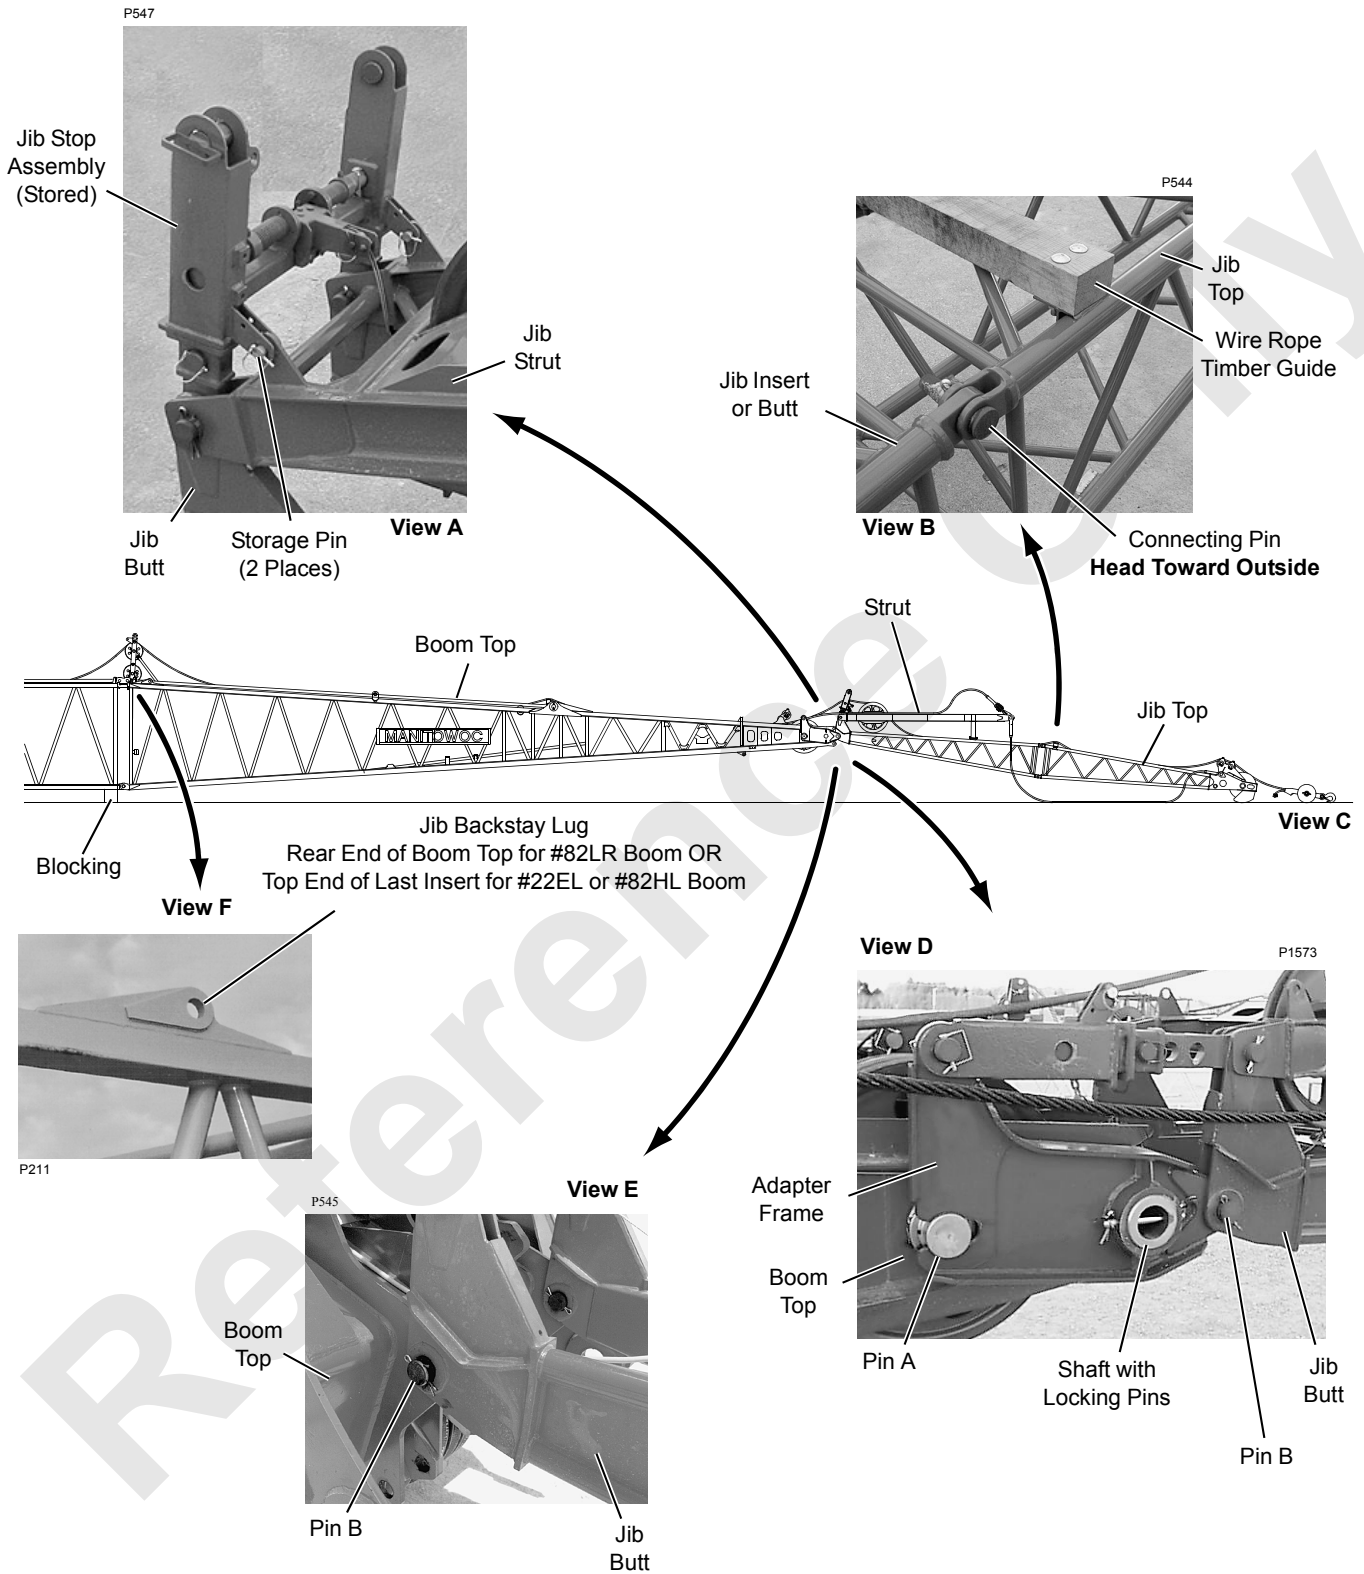 P547
Jib Stop
Assembly
(Stored)
Jib
Strut
Jib
Butt
Storage Pin
(2 Places)
View A
P544
Jib
Top
Wire Rope
Timber Guide
Jib Insert
or Butt
View B
Connecting Pin
Head Toward Outside
Strut
Boom Top
Jib Top
MANITOWOC
View C
Blocking
Jib Backstay Lug
Rear End of Boom Top for #82LR Boom OR
Top End of Last Insert for #22EL or #82HL Boom
View F
P211
View D
P1573
Adapter
Frame
Boom
Top
Pin A
Shaft with
Locking Pins
Jib
Butt
Pin B
View E
P545
Boom
Top
Pin B
Jib
Butt
Reference Only